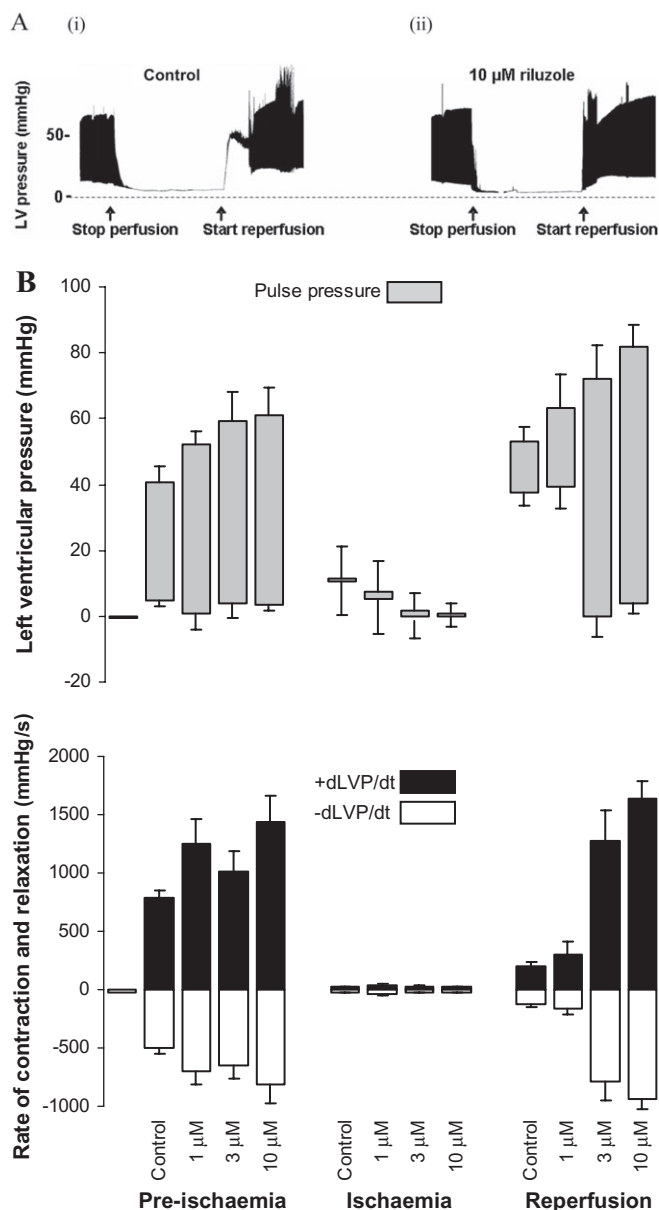 A (i) (ii)
Control 10 µM riluzole
LV pressure (mmHg)
50-
0
Stop perfusion Start reperfusion Stop perfusion Start reperfusion
B
Pulse pressure
Left ventricular pressure (mmHg)
100
80
60
40
20
0
-20
+dLVP/dt
-dLVP/dt
Rate of contraction and relaxation (mmHg/s)
2000
1500
1000
500
0
-500
-1000
Control 1 µM 3 µM 10 µM Control 1 µM 3 µM 10 µM Control 1 µM 3 µM 10 µM
Pre-ischaemia Ischaemia Reperfusion